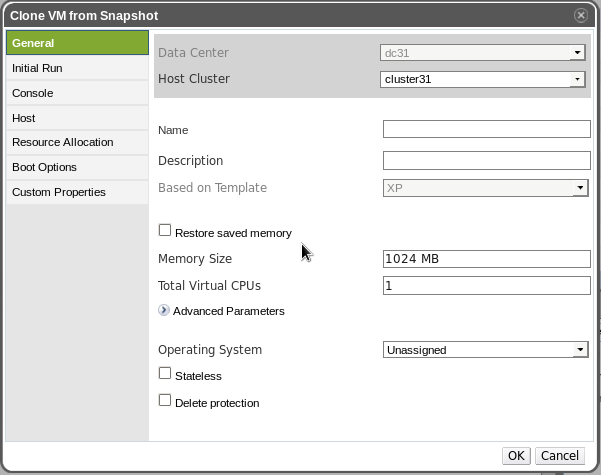 Clone VM from Snapshot
General
Initial Run
Console
Host
Resource Allocation
Boot Options
Custom Properties
Data Center dc31
Host Cluster cluster31
Name
Description
Based on Template XP
Restore saved memory
Memory Size 1024 MB
Total Virtual CPUs 1
Advanced Parameters
Operating System Unassigned
Stateless
Delete protection
OK Cancel